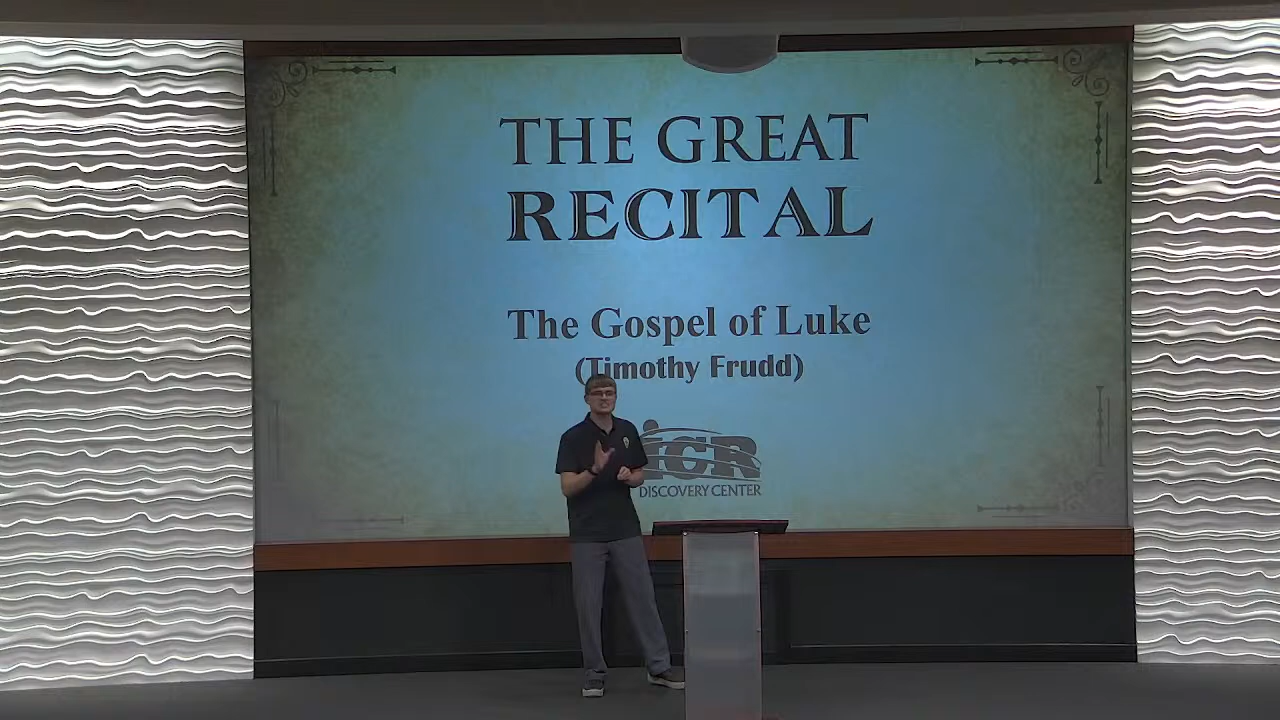 THE GREAT
RECITAL
The Gospel of Luke
(Timothy Frudd)
iCR
DISCOVERY CENTER